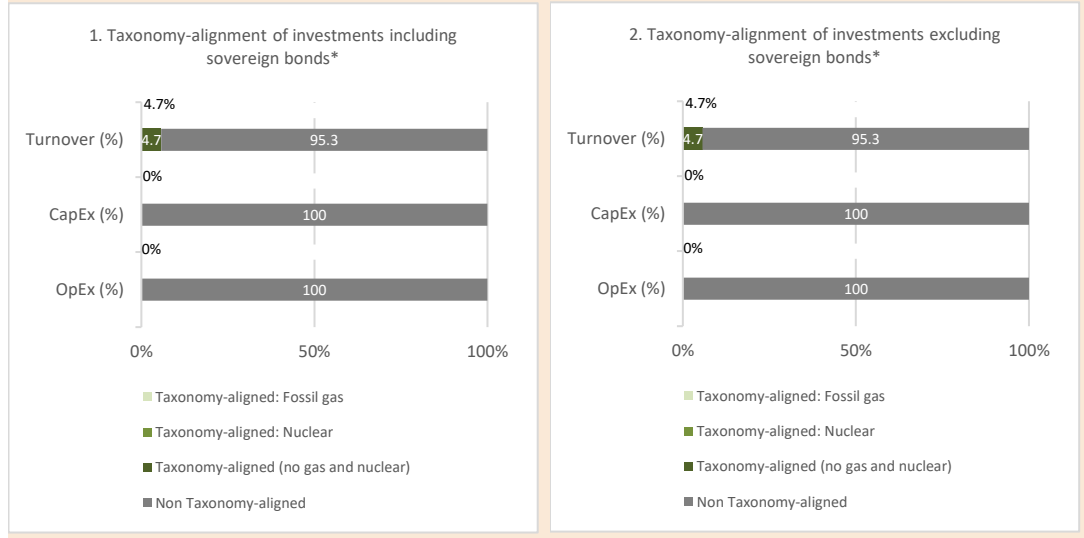 1. Taxonomy-alignment of investments including
sovereign bonds*
4.7%
Turnover (%)
4.7
95.3
0%
CapEx (%)
100
0%
OpEx (%)
100
0%
50%
100%
Taxonomy-aligned: Fossil gas
Taxonomy-aligned: Nuclear
Taxonomy-aligned (no gas and nuclear)
Non Taxonomy-aligned
2. Taxonomy-alignment of investments excluding
sovereign bonds*
4.7%
Turnover (%)
4.7
95.3
0%
CapEx (%)
100
0%
OpEx (%)
100
0%
50%
100%
Taxonomy-aligned: Fossil gas
Taxonomy-aligned: Nuclear
Taxonomy-aligned (no gas and nuclear)
Non Taxonomy-aligned